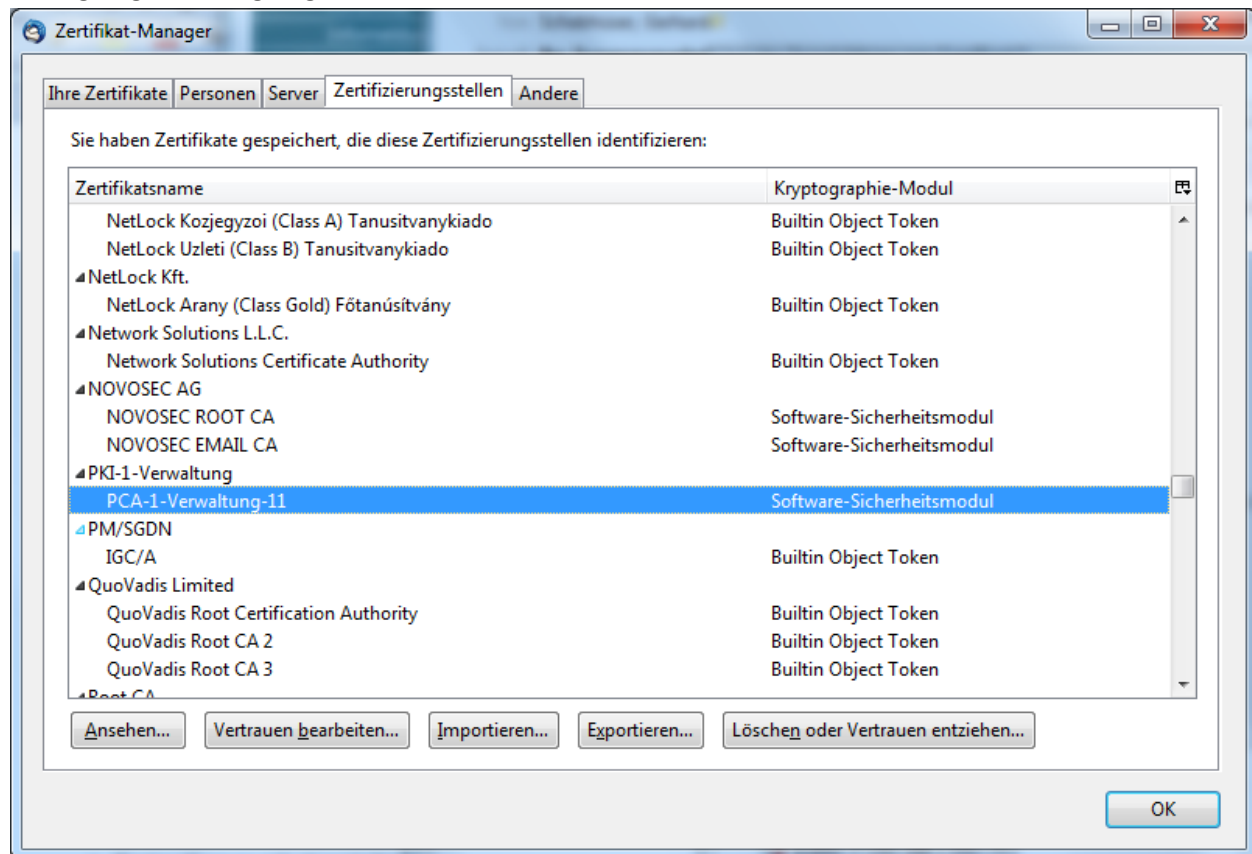 Zertifikat-Manager
Ihre Zertifikate Personen Server Zertifizierungsstellen Andere
Sie haben Zertifikate gespeichert, die diese Zertifizierungsstellen identifizieren:
Zertifikatsname Kryptographie-Modul
NetLock Kozjegyzoi (Class A) Tanusitvanykiado Builtin Object Token
NetLock Uzleti (Class B) Tanusitvanykiado Builtin Object Token
NetLock Kft.
NetLock Arany (Class Gold) Főtanúsítvány Builtin Object Token
Network Solutions L.L.C.
Network Solutions Certificate Authority Builtin Object Token
NOVOSEC AG
NOVOSEC ROOT CA Software-Sicherheitsmodul
NOVOSEC EMAIL CA Software-Sicherheitsmodul
PKI-1-Verwaltung
PCA-1-Verwaltung-11 Software-Sicherheitsmodul
PM/SGDN
IGC/A Builtin Object Token
QuoVadis Limited
QuoVadis Root Certification Authority Builtin Object Token
QuoVadis Root CA 2 Builtin Object Token
QuoVadis Root CA 3 Builtin Object Token
Root CA
Ansehen... Vertrauen bearbeiten... Importieren... Exportieren... Löschen oder Vertrauen entziehen...
OK